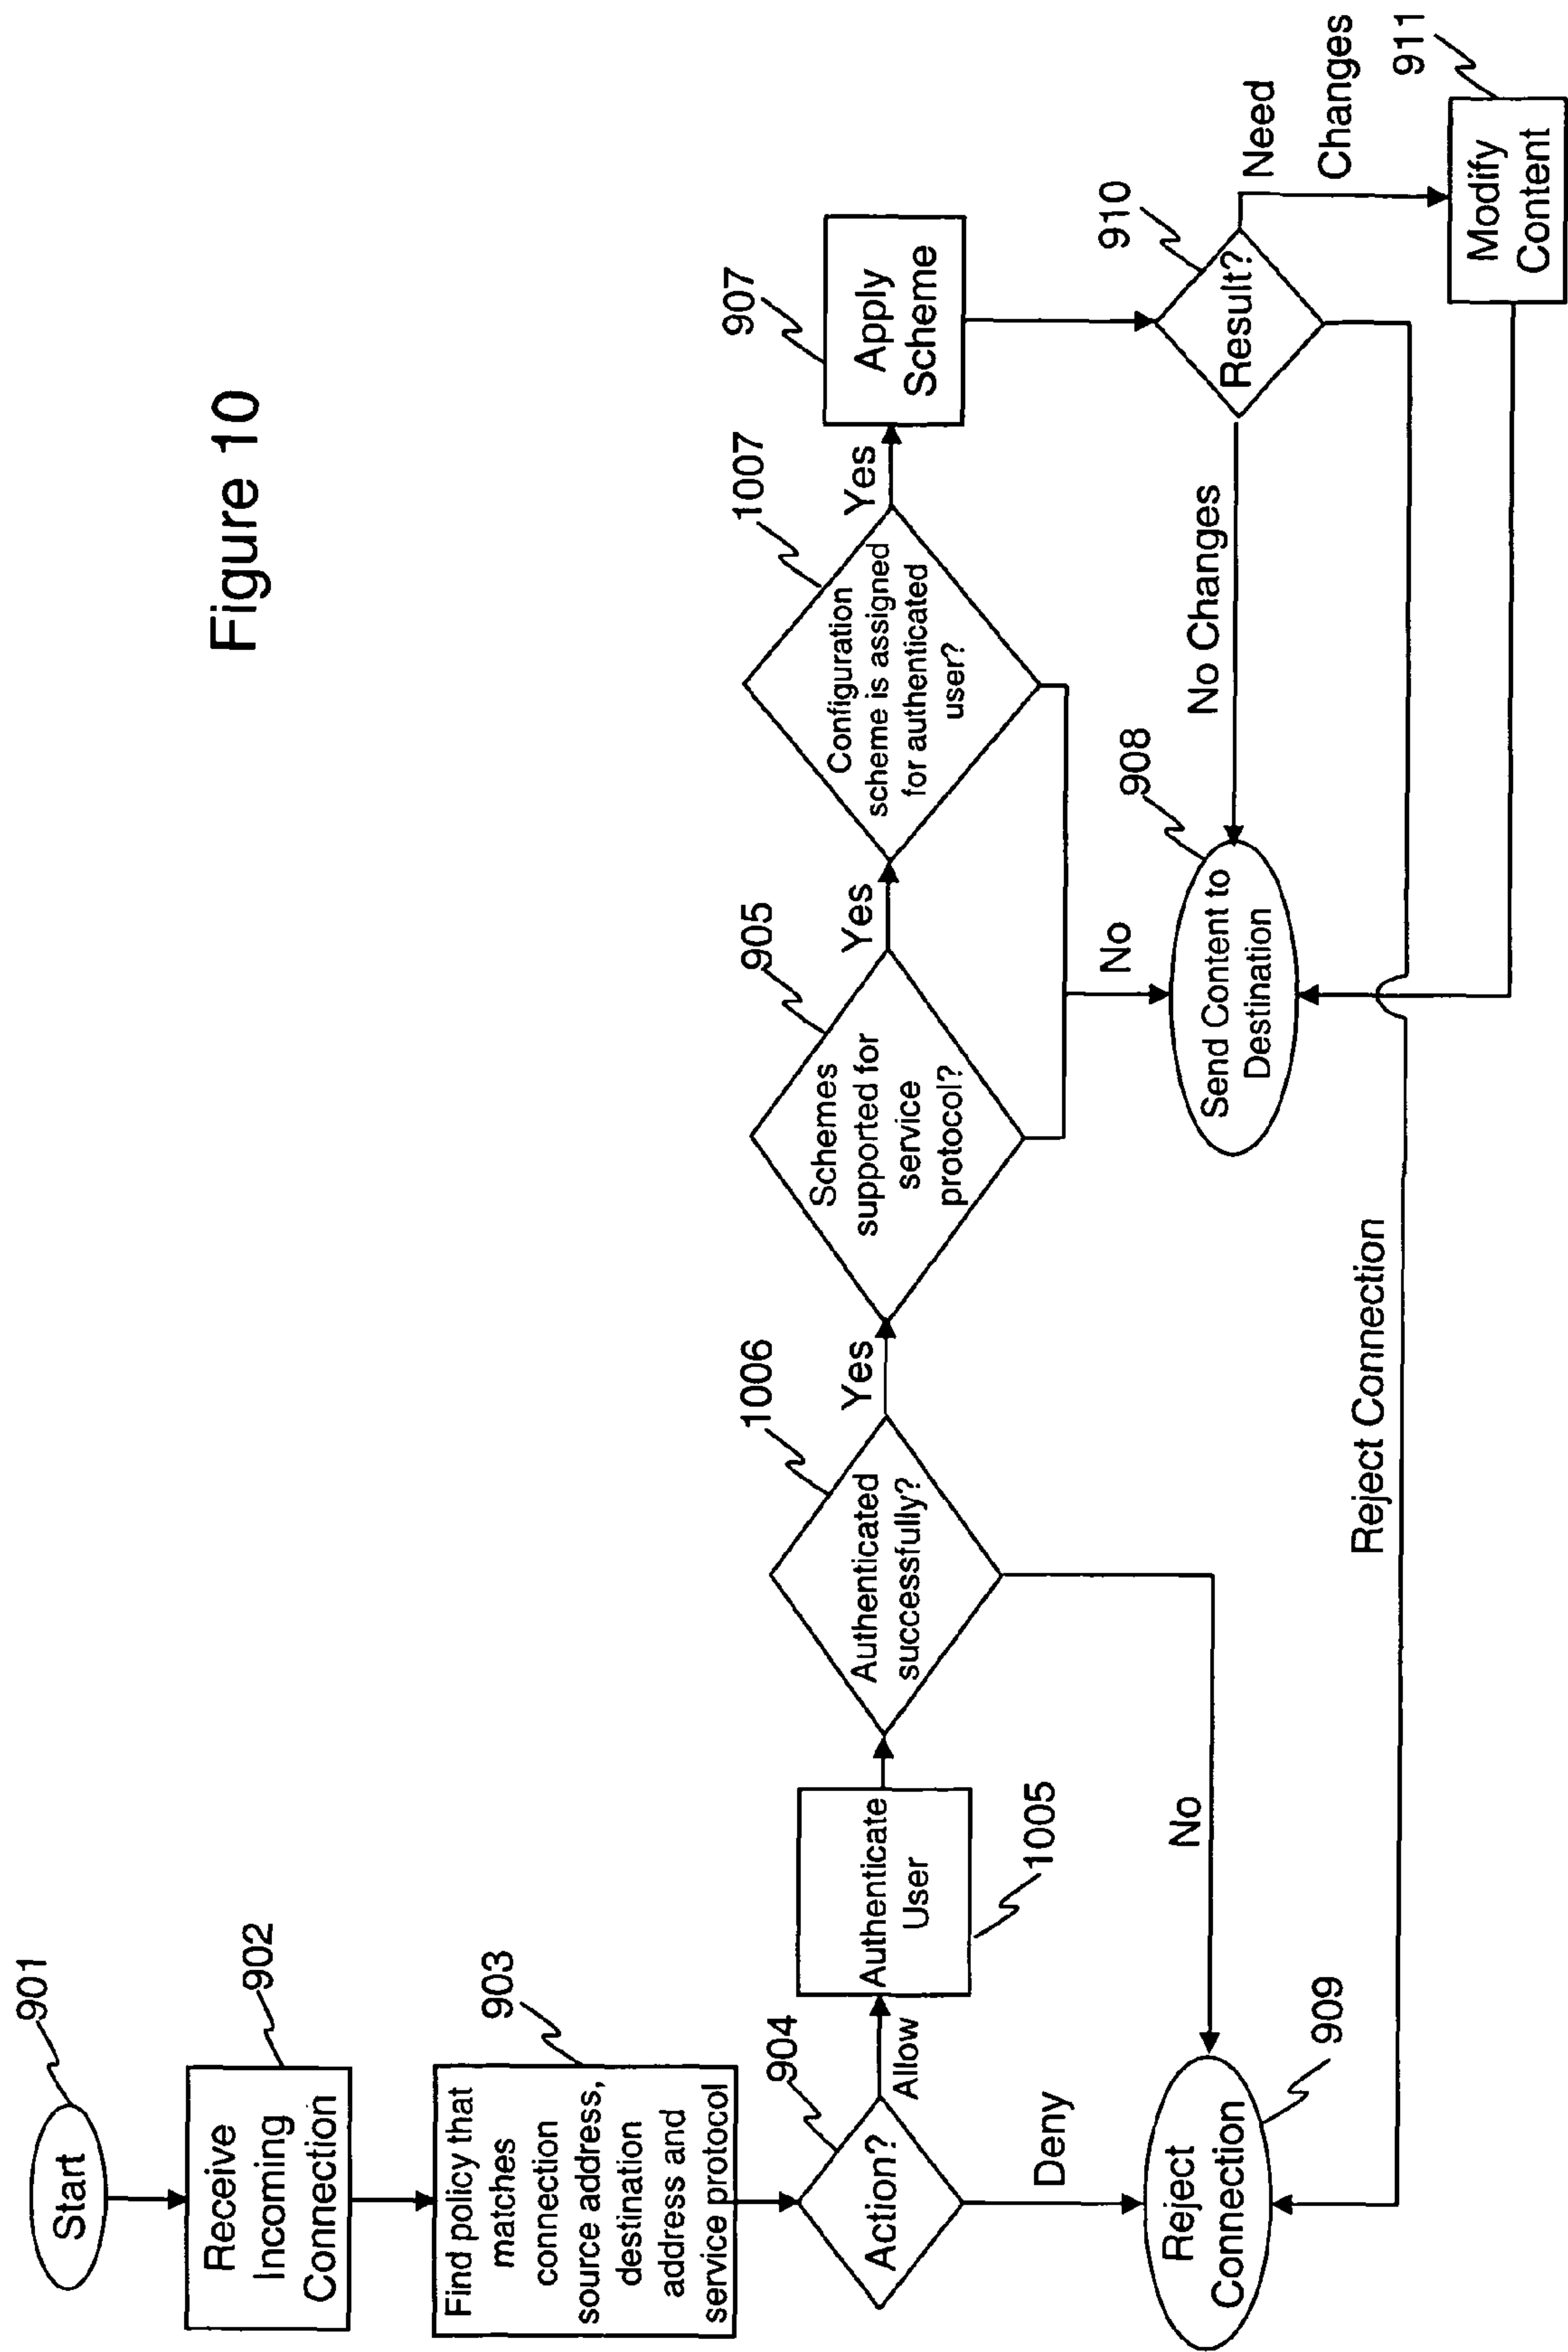 Figure 10
901
Start
902
Receive
Incoming
Connection
903
Find policy that
matches
connection
source address,
destination
address and
service protocol
904
Action?
Allow
Deny
Authenticate
User
1005
1006
Authenticated
successfully?
Yes
No
905
Schemes
supported for
service
protocol?
Yes
1007
Configuration
scheme is assigned
for authenticated
user?
Yes
No
907
Apply
Scheme
910
Result?
Need
Changes
No Changes
911
Modify
Content
908
Send Content to
Destination
Reject Connection
909
Reject
Connection